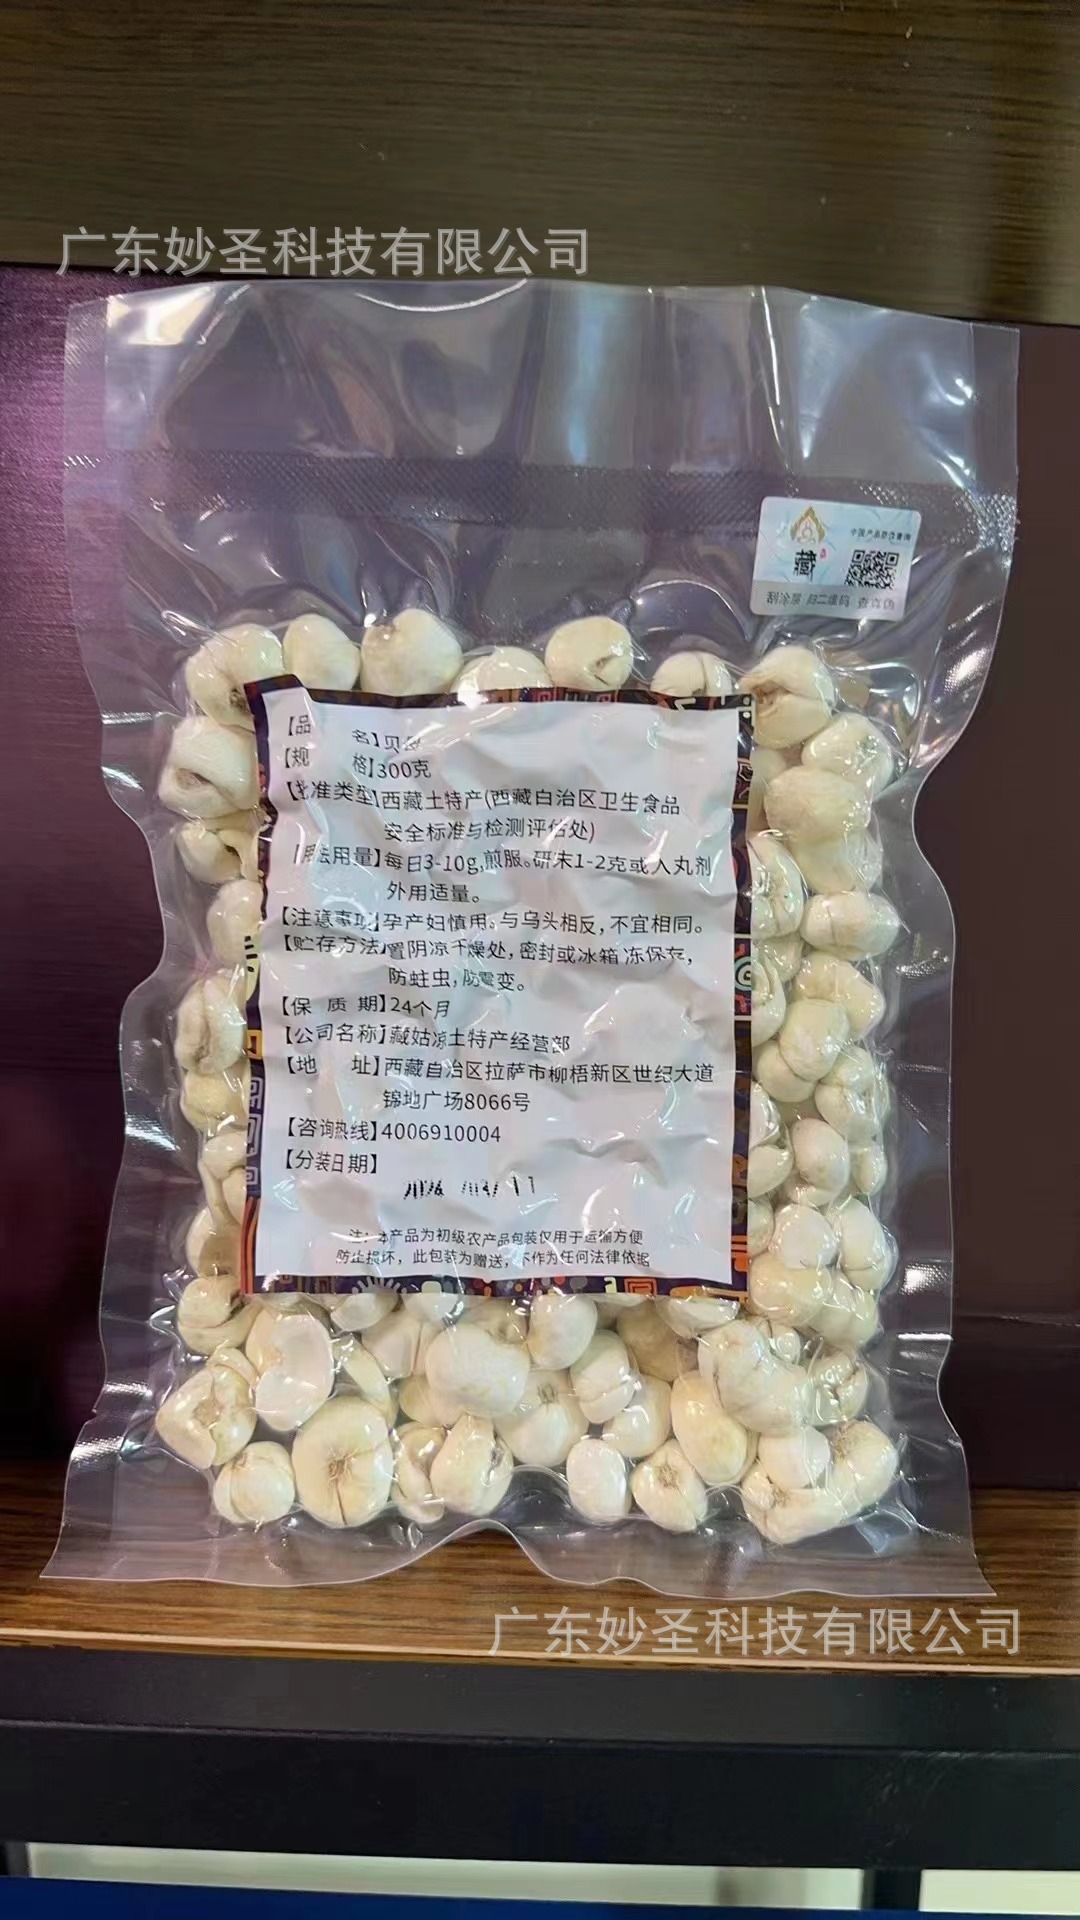 广东妙圣科技有限公司
中国产品防伪查询
藏
刮涂层 扫二维码 查真伪
【品 名】贝母
【规 格】300克
【批准类型】西藏土特产(西藏自治区卫生食品
安全标准与检测评估处)
【用法用量】每日3-10g,煎服。研末1-2克或入丸剂
外用适量。
【注意事项】孕产妇慎用。与乌头相反,不宜相同。
【贮存方法】置阴凉干燥处,密封或冰箱冷冻保存,
防蛀虫,防霉变。
【保 质 期】24个月
【公司名称】藏姑凉土特产经营部
【地 址】西藏自治区拉萨市柳梧新区世纪大道
锦地广场8066号
【咨询热线】4006910004
【分装日期】
注:本产品为初级农产品包装仅用于运输方便
防止损坏,此包装为赠送,不作为任何法律依据
广东妙圣科技有限公司